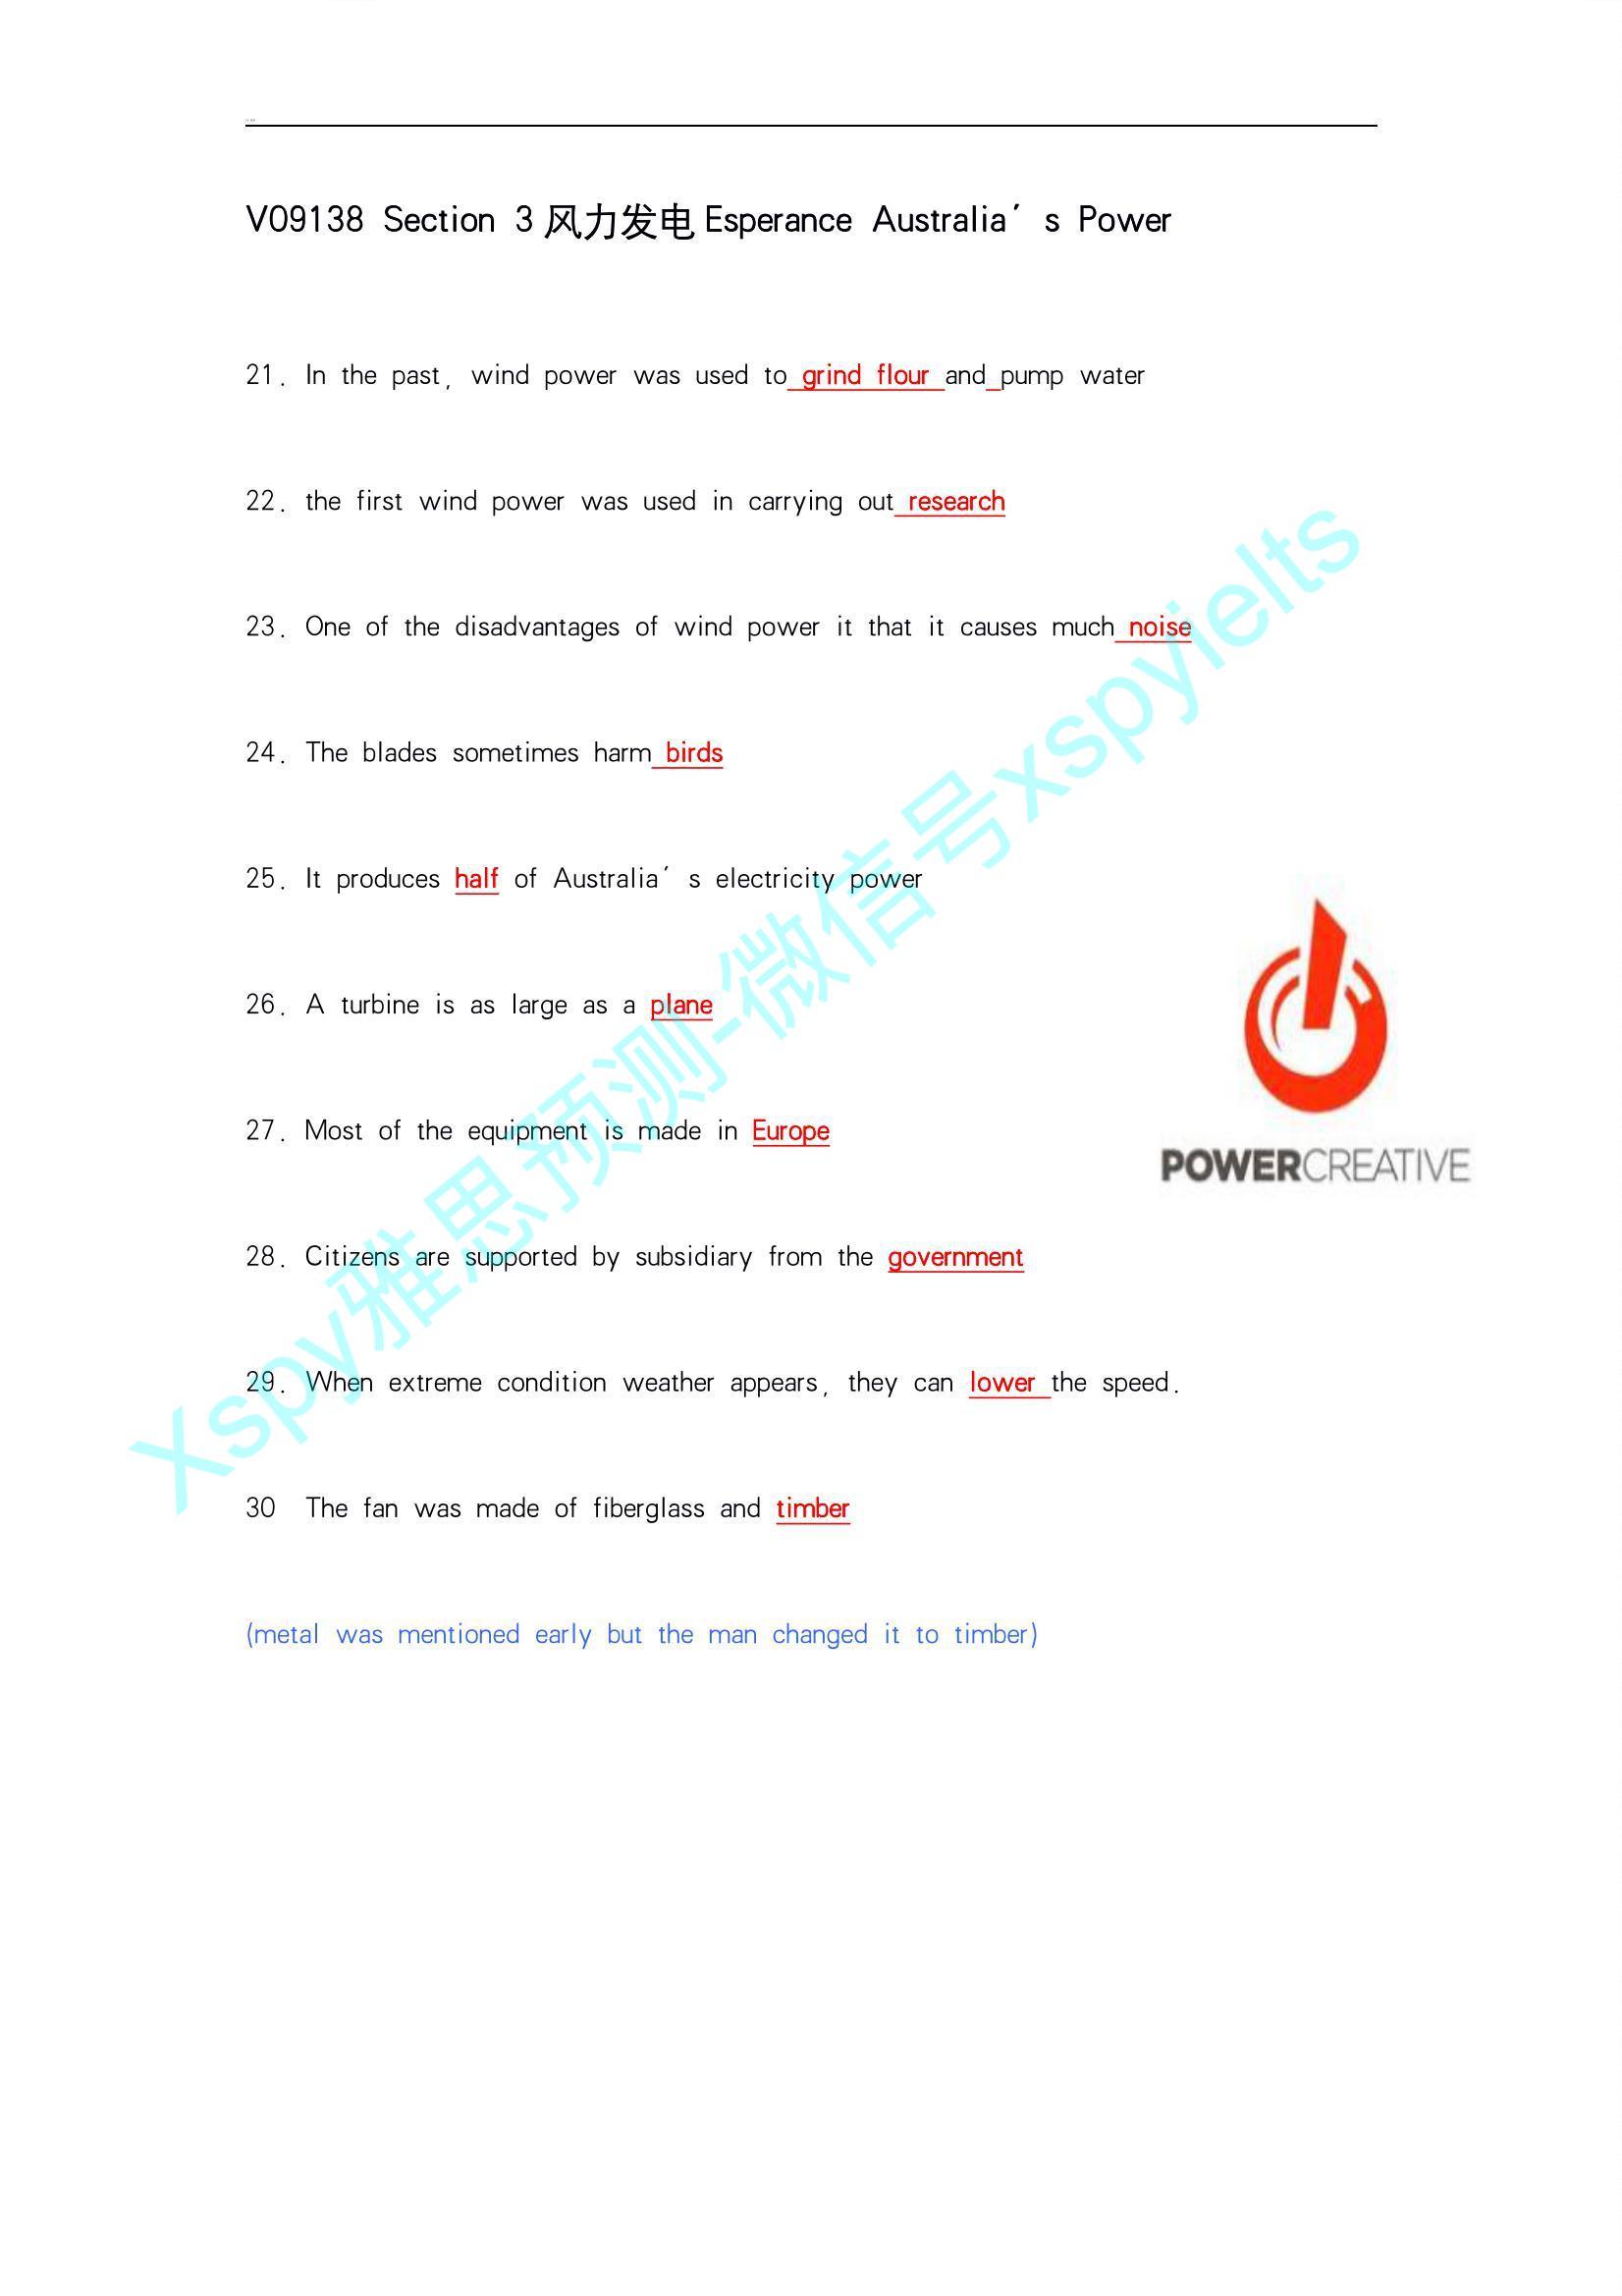 V09138 Section 3 风力发电 Esperance Australia's Power
21. In the past, wind power was used to grind flour and pump water
22. the first wind power was used in carrying out research
23. One of the disadvantages of wind power it that it causes much noise
24. The blades sometimes harm birds
25. It produces half of Australia's electricity power
26. A turbine is as large as a plane
27. Most of the equipment is made in Europe
POWERCREATIVE
28. Citizens are supported by subsidiary from the government
29. When extreme condition weather appears, they can lower the speed.
30 The fan was made of fiberglass and timber
(metal was mentioned early but the man changed it to timber)
Xspy雅思预测-微信号xspyielts